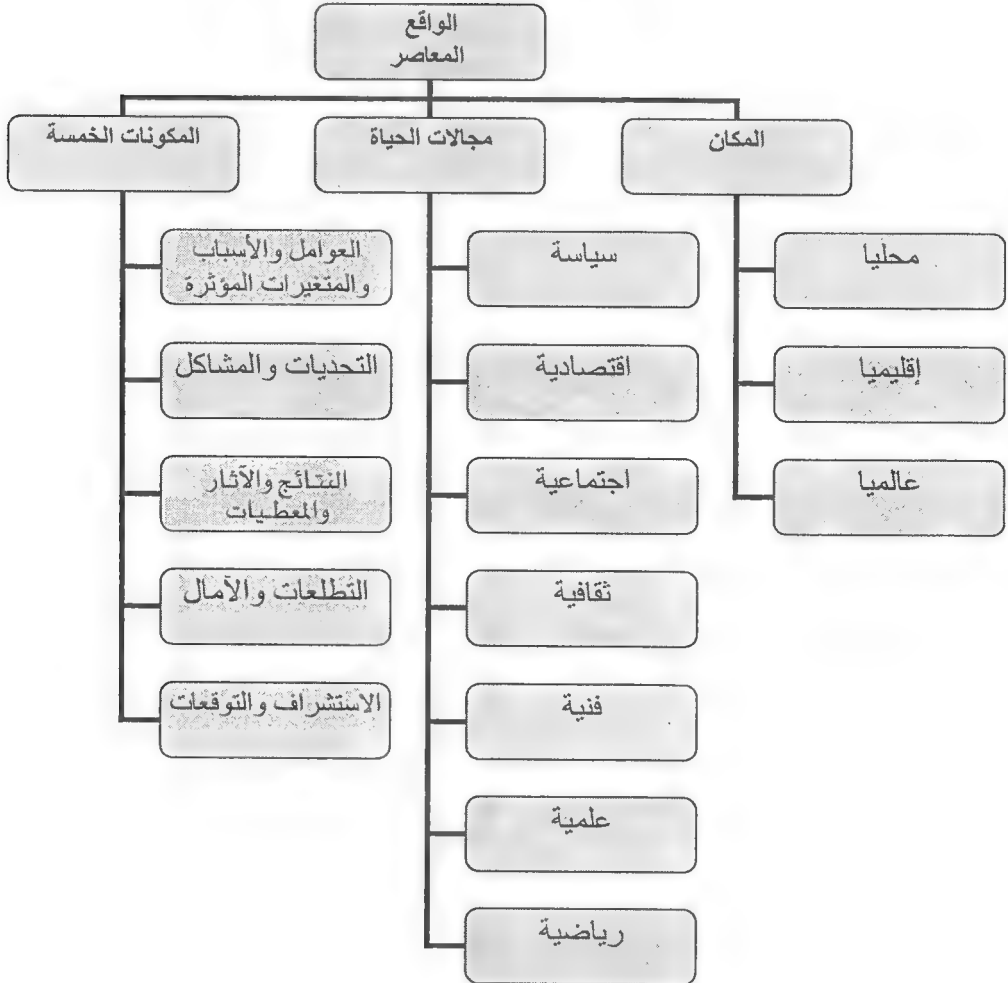 الواقع
المعاصر
المكان
محليا
إقليميا
عالميا
مجالات الحياة
سياسة
اقتصادية
اجتماعية
ثقافية
فنية
علمية
رياضية
المكونات الخمسة
العوامل والأسباب
والمتغيرات المؤثرة
التحديات والمشاكل
النتائج والآثار
والمعطيات
التطلعات والآمال
الاستشراف والتوقعات